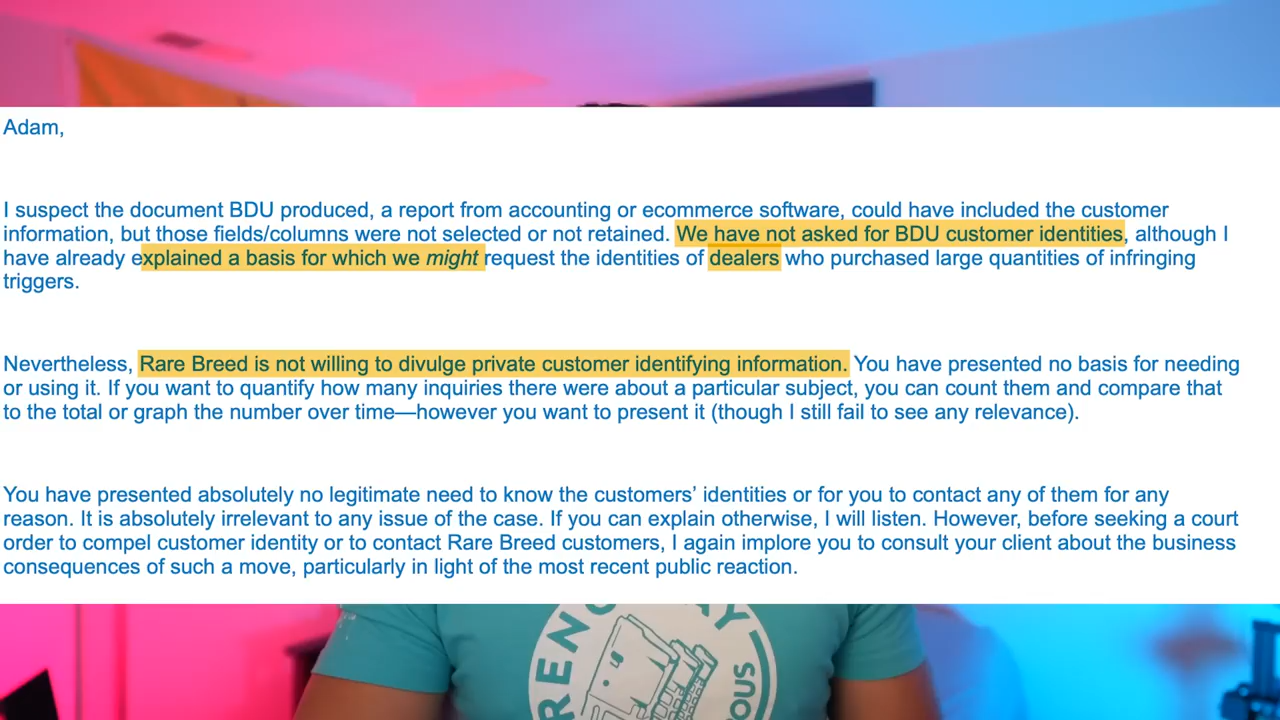 Adam,
I suspect the document BDU produced, a report from accounting or ecommerce software, could have included the customer
information, but those fields/columns were not selected or not retained. We have not asked for BDU customer identities, although I
have already explained a basis for which we might request the identities of dealers who purchased large quantities of infringing
triggers.
Nevertheless, Rare Breed is not willing to divulge private customer identifying information. You have presented no basis for needing
or using it. If you want to quantify how many inquiries there were about a particular subject, you can count them and compare that
to the total or graph the number over time—however you want to present it (though I still fail to see any relevance).
You have presented absolutely no legitimate need to know the customers’ identities or for you to contact any of them for any
reason. It is absolutely irrelevant to any issue of the case. If you can explain otherwise, I will listen. However, before seeking a court
order to compel customer identity or to contact Rare Breed customers, I again implore you to consult your client about the business
consequences of such a move, particularly in light of the most recent public reaction.